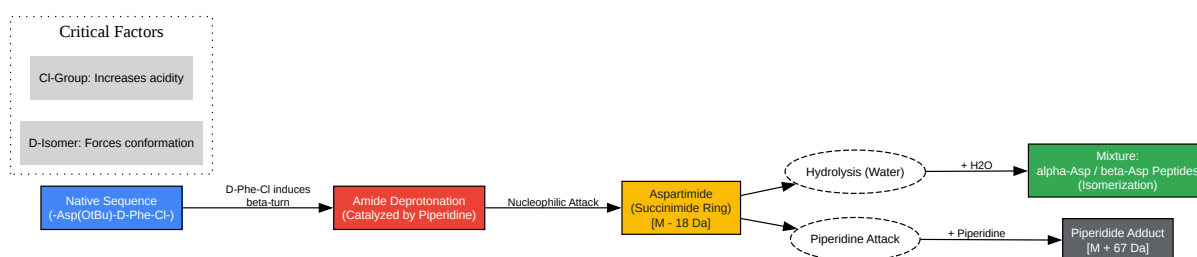 Critical Factors
Cl-Group: Increases acidity
D-Isomer: Forces conformation
Native Sequence
(-Asp(OtBu)-D-Phe-Cl-)
D-Phe-Cl induces
beta-turn
Amide Deprotonation
(Catalyzed by Piperidine)
Nucleophilic Attack
Aspartimide
(Succinimide Ring)
[M - 18 Da]
Hydrolysis (Water)
+ H2O
Mixture:
alpha-Asp / beta-Asp Peptides
(Isomerization)
Piperidine Attack
+ Piperidine
Piperidide Adduct
[M + 67 Da]